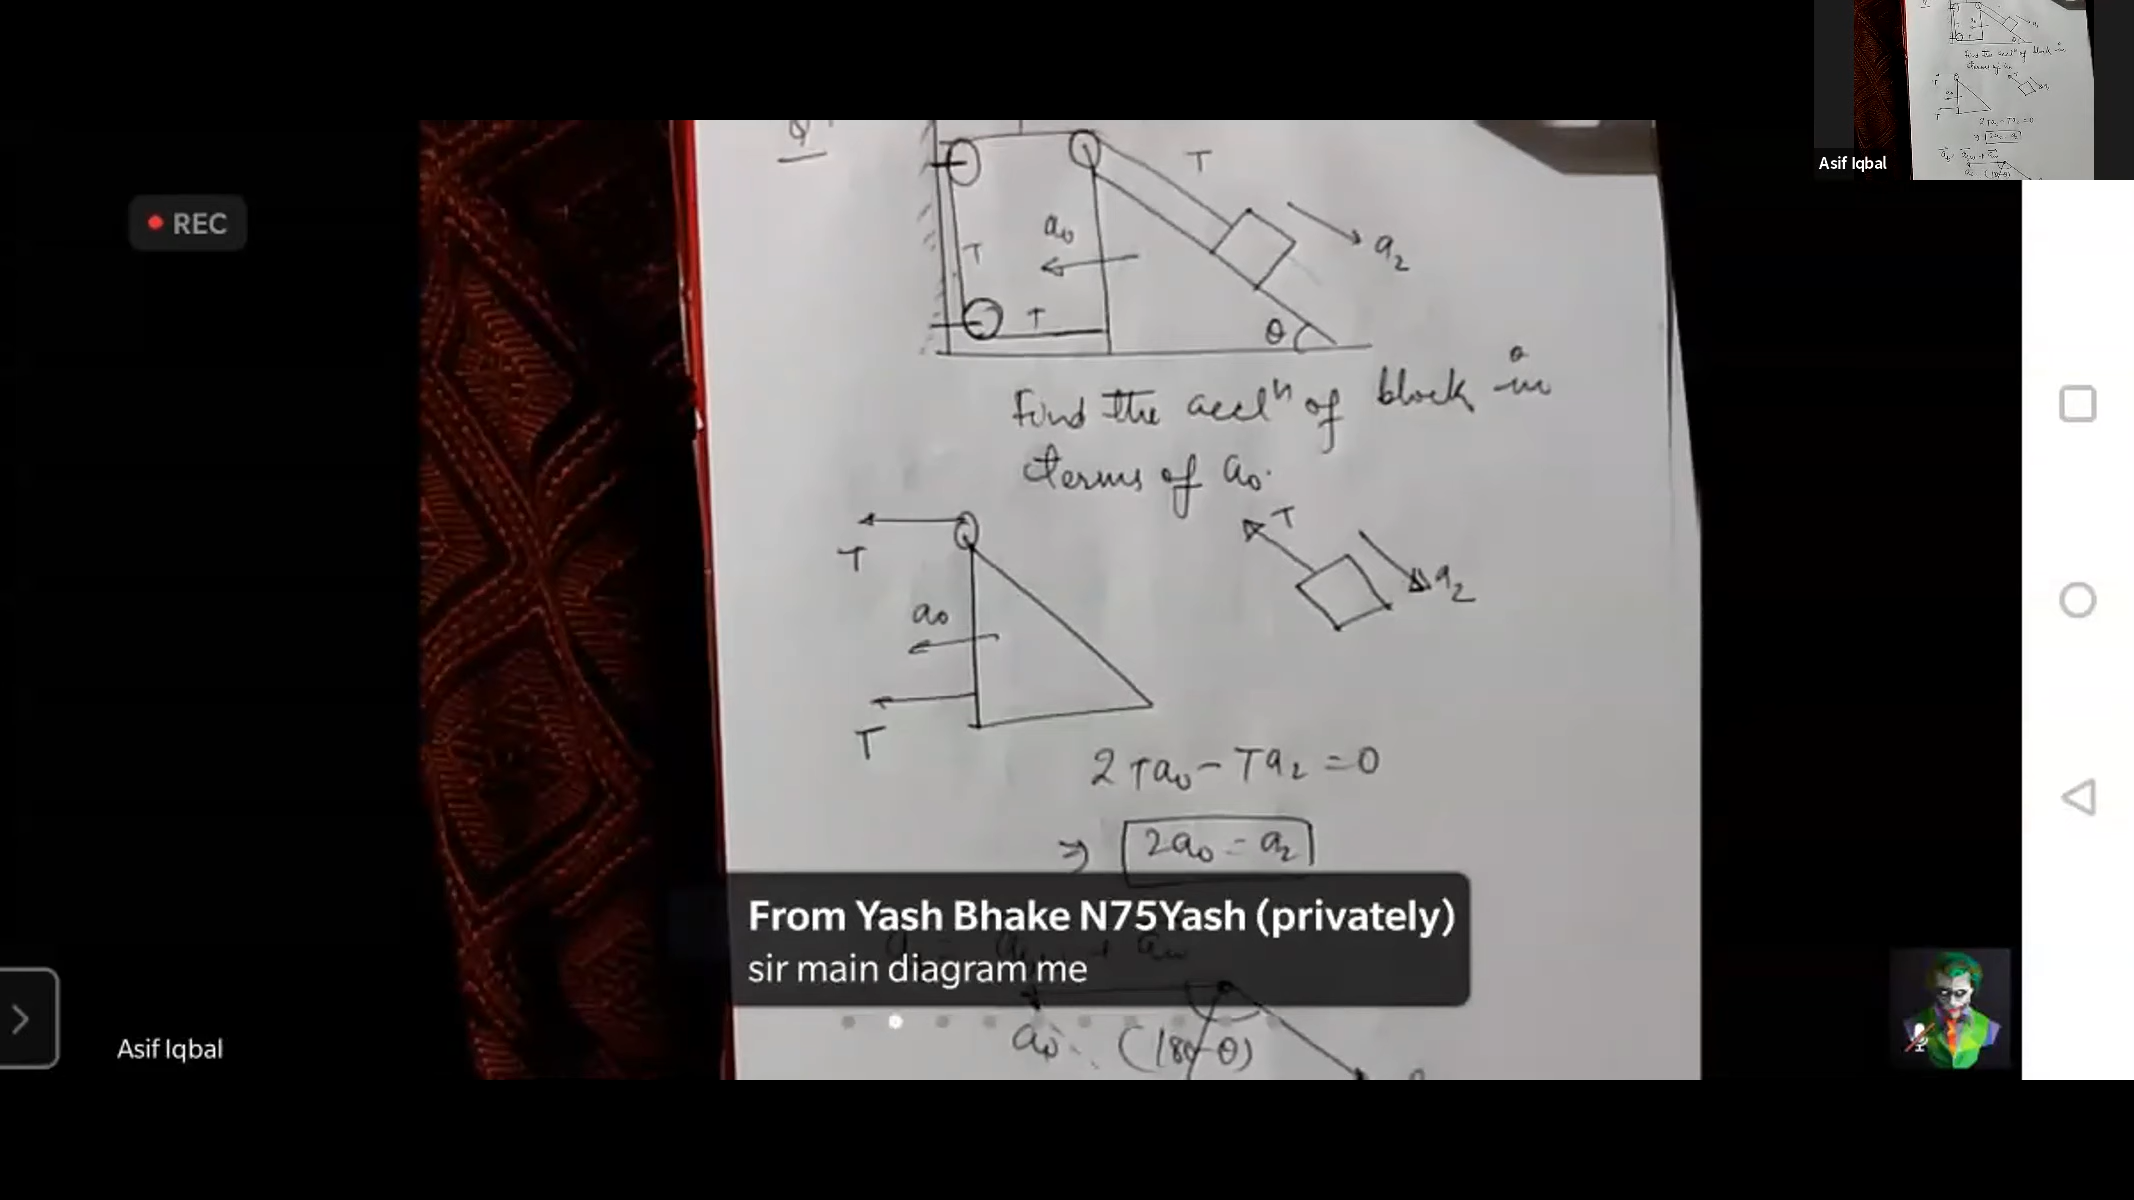 Asif Iqbal
REC
Q
T
a2
a0
T
T
θ
Find the accln of block in
terms of a0.
T
T
a2
a0
T
2Ta0 - Ta2 = 0
⇒ 2a0 = a2
From Yash Bhake N75Yash (privately)
sir main diagram me
a0
(180-θ)
Asif Iqbal